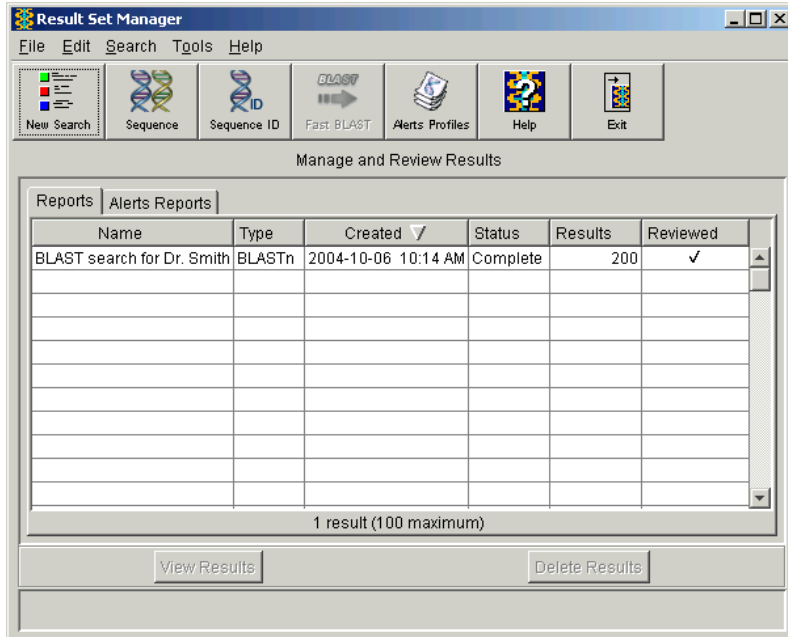 Result Set Manager
File Edit Search Tools Help
BLAST
ID
New Search Sequence Sequence ID Fast BLAST Alerts Profiles Help Exit
Manage and Review Results
Reports Alerts Reports
Name Type Created Status Results Reviewed
BLAST search for Dr. Smith BLASTn 2004-10-06 10:14 AM Complete 200 ✓
1 result (100 maximum)
View Results Delete Results